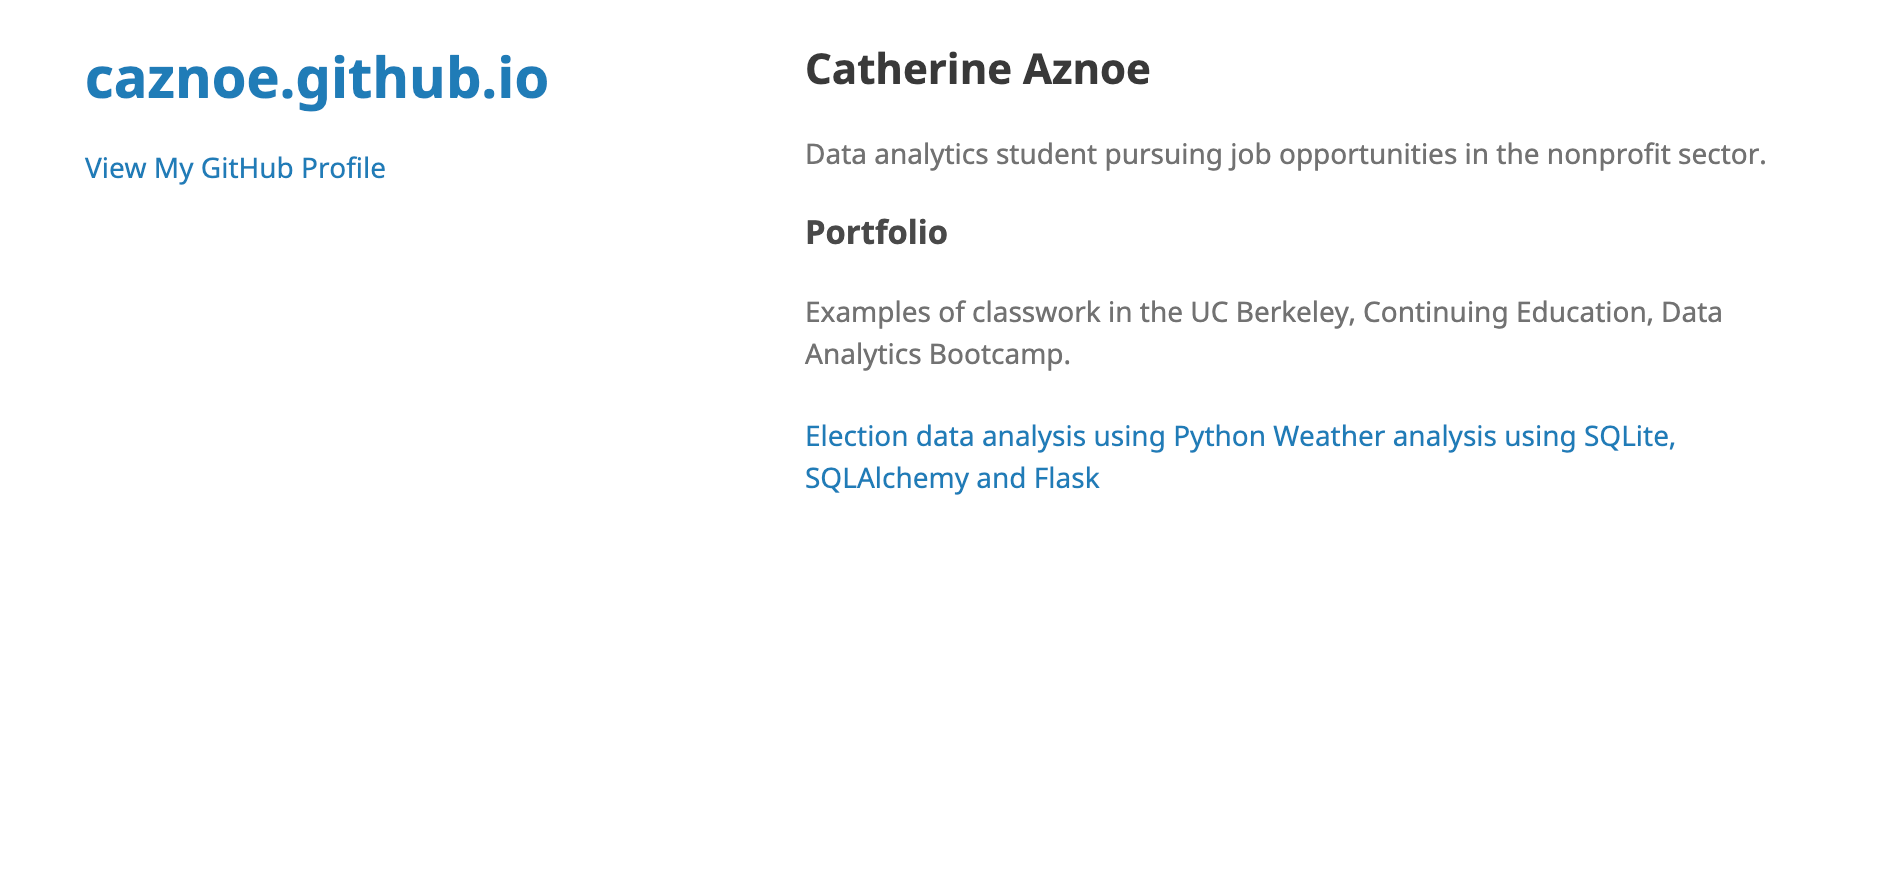 caznoe.github.io
View My GitHub Profile
Catherine Aznoe
Data analytics student pursuing job opportunities in the nonprofit sector.
Portfolio
Examples of classwork in the UC Berkeley, Continuing Education, Data
Analytics Bootcamp.
Election data analysis using Python Weather analysis using SQLite,
SQLAlchemy and Flask